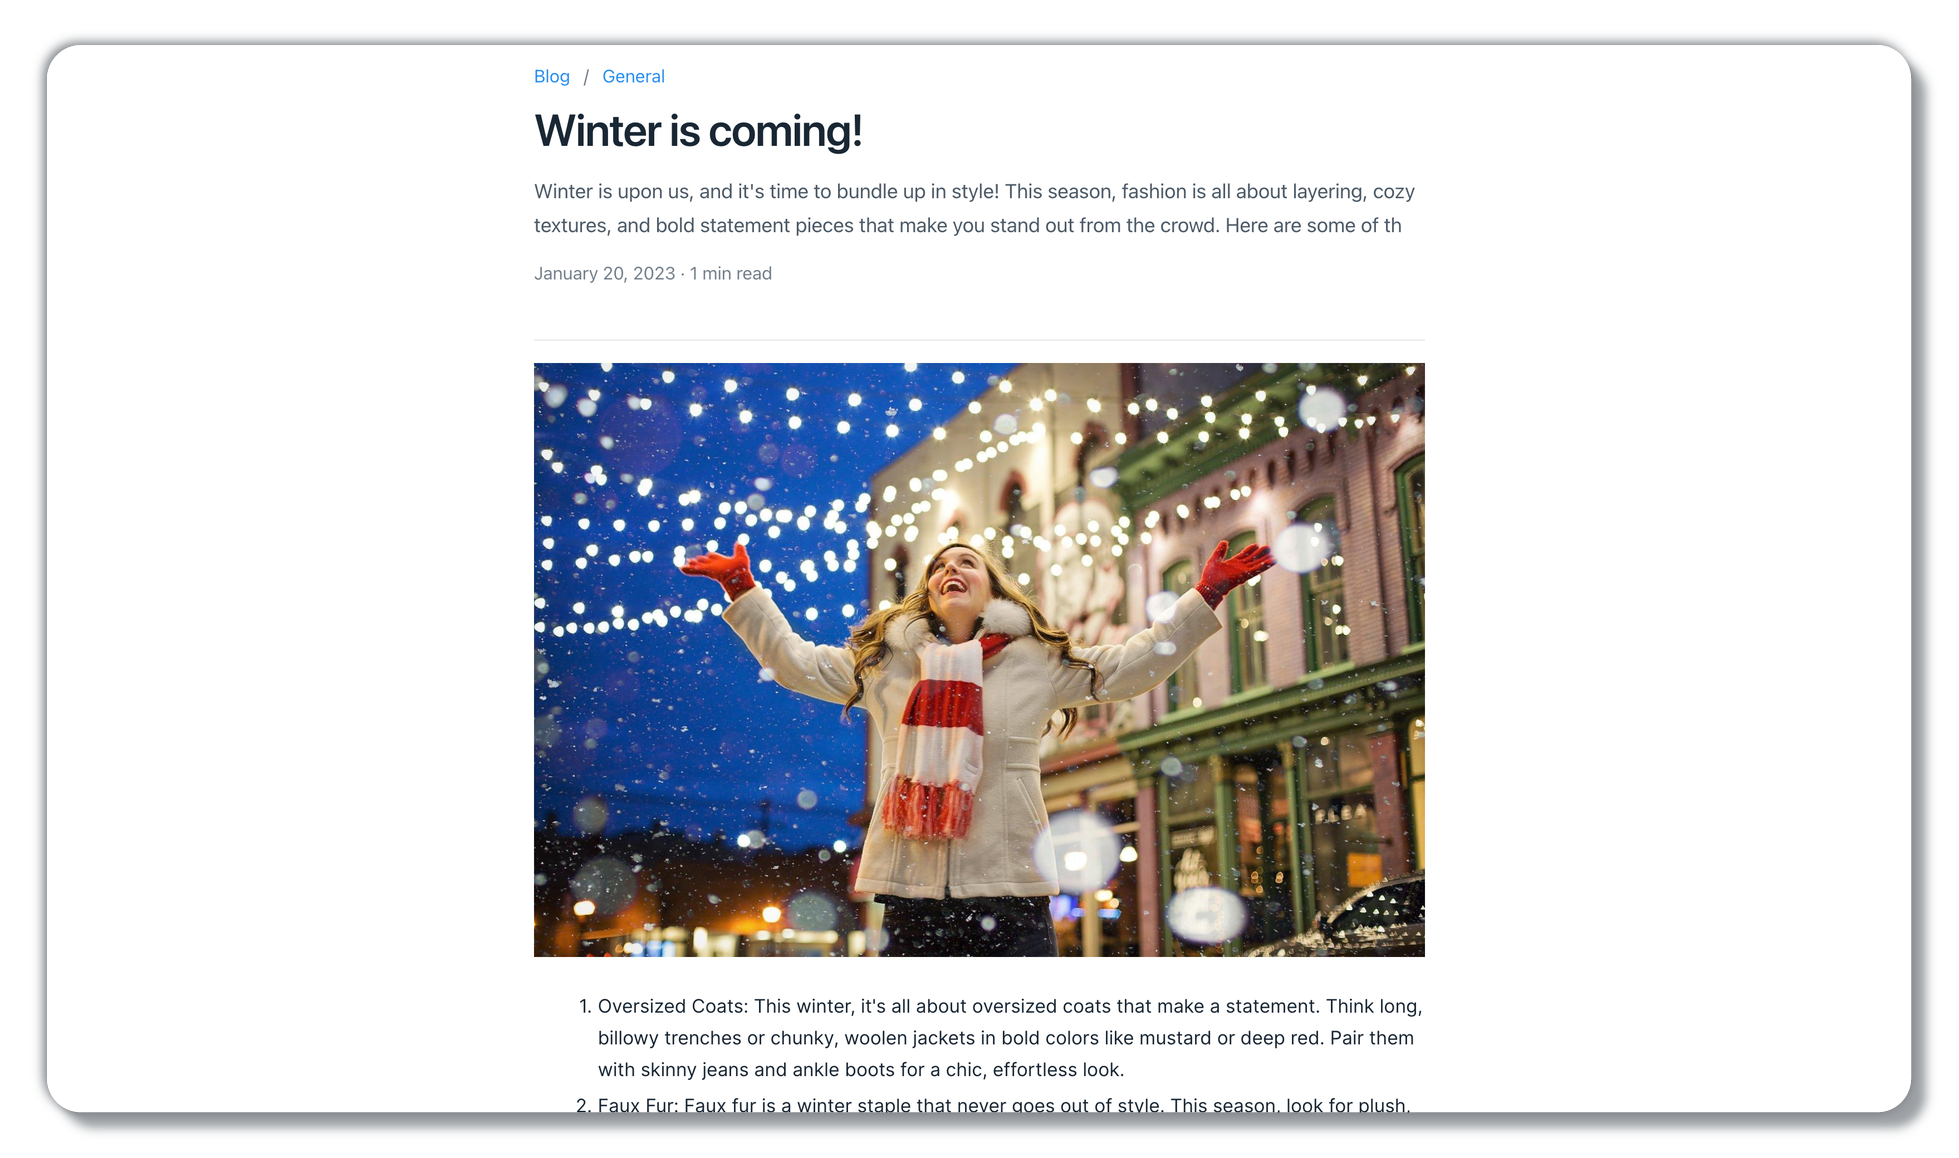 Blog / General
Winter is coming!
Winter is upon us, and it's time to bundle up in style! This season, fashion is all about layering, cozy
textures, and bold statement pieces that make you stand out from the crowd. Here are some of th
January 20, 2023 · 1 min read
1. Oversized Coats: This winter, it's all about oversized coats that make a statement. Think long,
billowy trenches or chunky, woolen jackets in bold colors like mustard or deep red. Pair them
with skinny jeans and ankle boots for a chic, effortless look.
2. Faux Fur: Faux fur is a winter staple that never goes out of style. This season, look for plush,